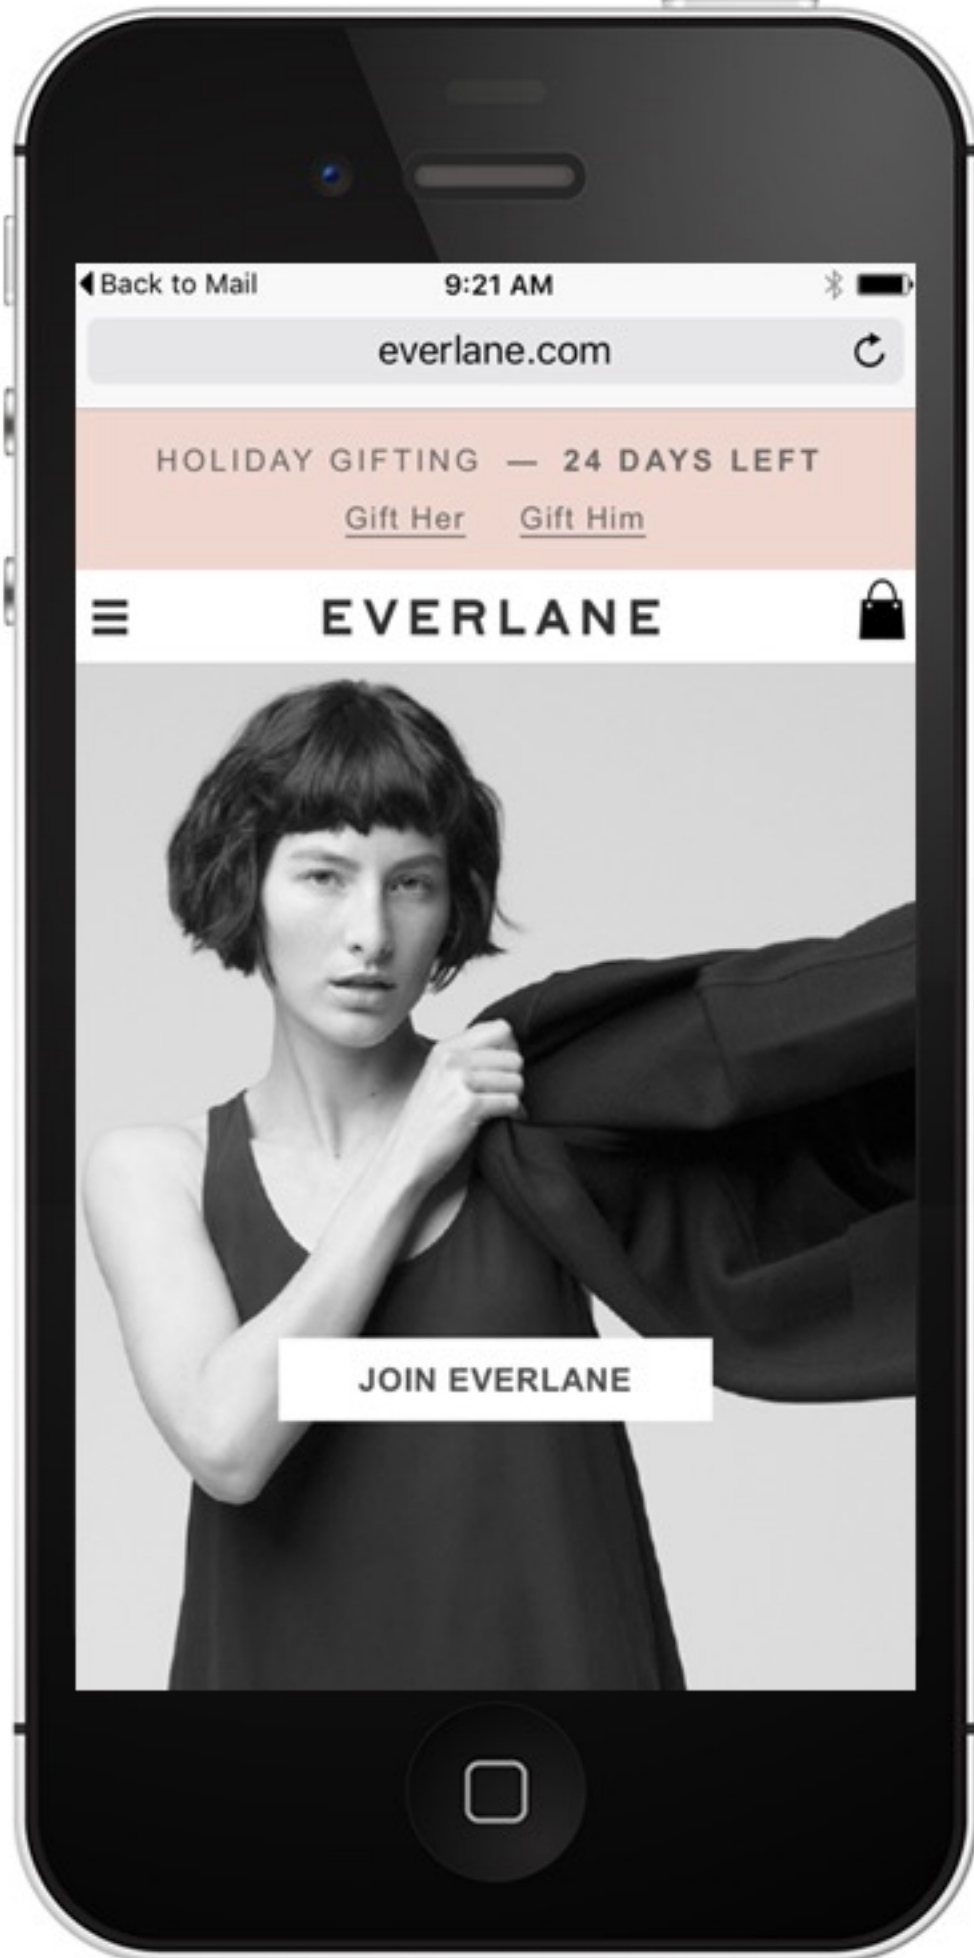 Back to Mail 9:21 AM
everlane.com
HOLIDAY GIFTING — 24 DAYS LEFT
Gift Her Gift Him
EVERLANE
JOIN EVERLANE